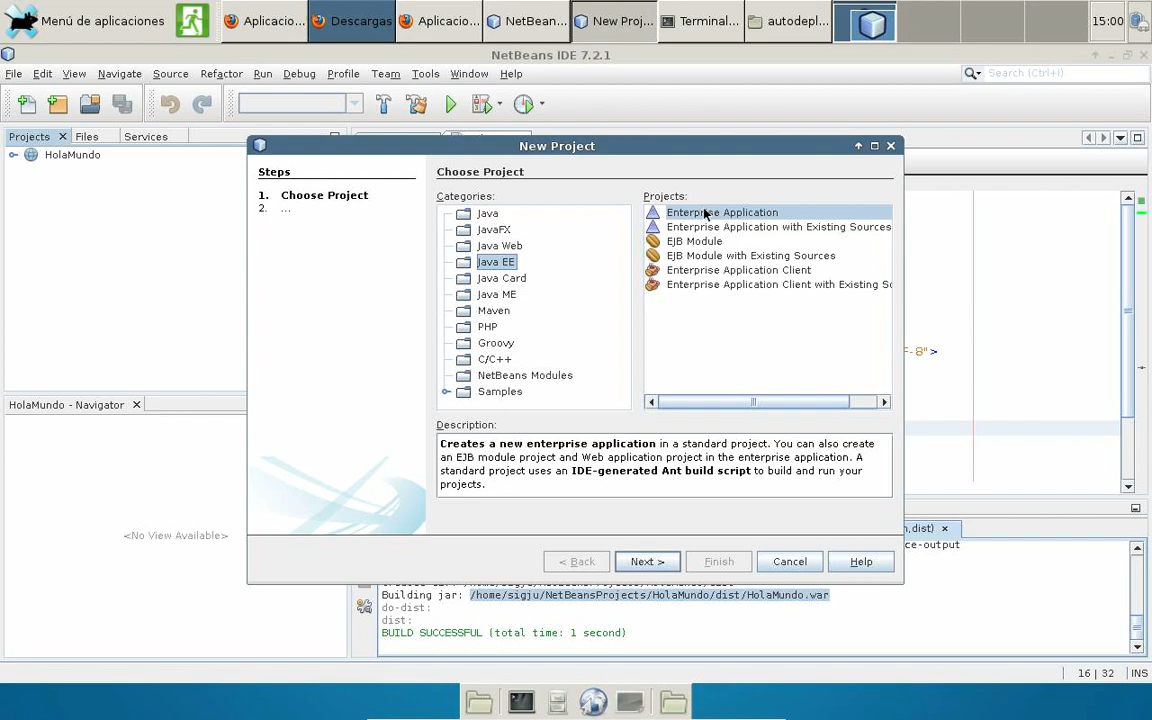 Menú de aplicaciones
Aplicacio...
Descargas
Aplicacio...
NetBean...
New Proj...
Terminal...
autodepl...
15:00
NetBeans IDE 7.2.1
File Edit View Navigate Source Refactor Run Debug Profile Team Tools Window Help
Search (Ctrl+I)
Projects Files Services
HolaMundo
New Project
Steps
1. Choose Project
2. ...
Choose Project
Categories:
Java
JavaFX
Java Web
Java EE
Java Card
Java ME
Maven
PHP
Groovy
C/C++
NetBeans Modules
Samples
Projects:
Enterprise Application
Enterprise Application with Existing Sources
EJB Module
EJB Module with Existing Sources
Enterprise Application Client
Enterprise Application Client with Existing So
Description:
Creates a new enterprise application in a standard project. You can also create
an EJB module project and Web application project in the enterprise application. A
standard project uses an IDE-generated Ant build script to build and run your
projects.
< Back Next > Finish Cancel Help
F-8">
HolaMundo - Navigator
<No View Available>
,dist)
ce-output
Building jar: /home/sigju/NetBeansProjects/HolaMundo/dist/HolaMundo.war
do-dist:
dist:
BUILD SUCCESSFUL (total time: 1 second)
16 | 32 INS